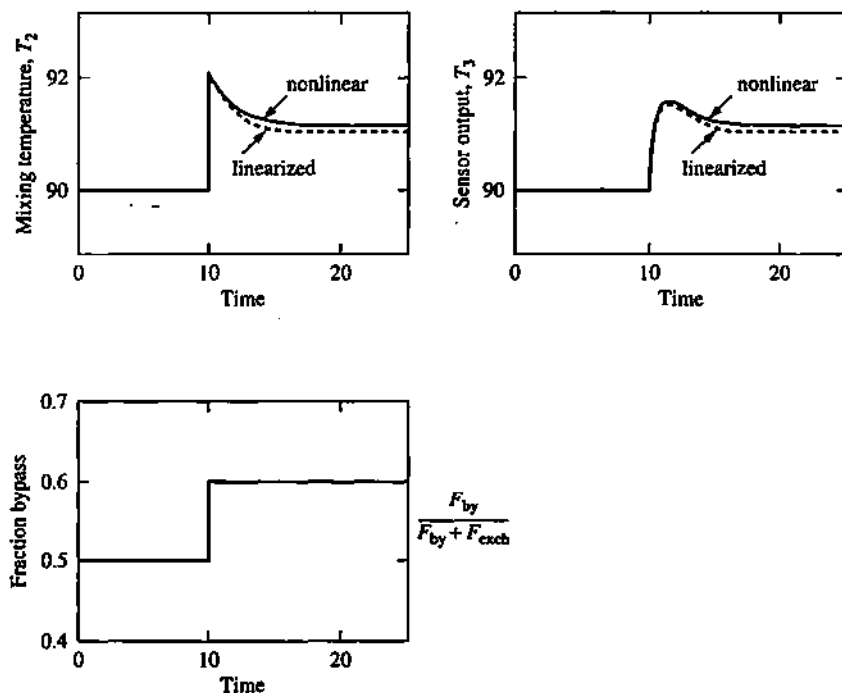 Mixing temperature, T₂
92
90
nonlinear
linearized
0
10
20
Time
Sensor output, T₃
92
90
nonlinear
linearized
0
10
20
Time
Fraction bypass
0.7
0.6
0.5
0.4
0
10
20
Time
F_by
F_by + F_exch